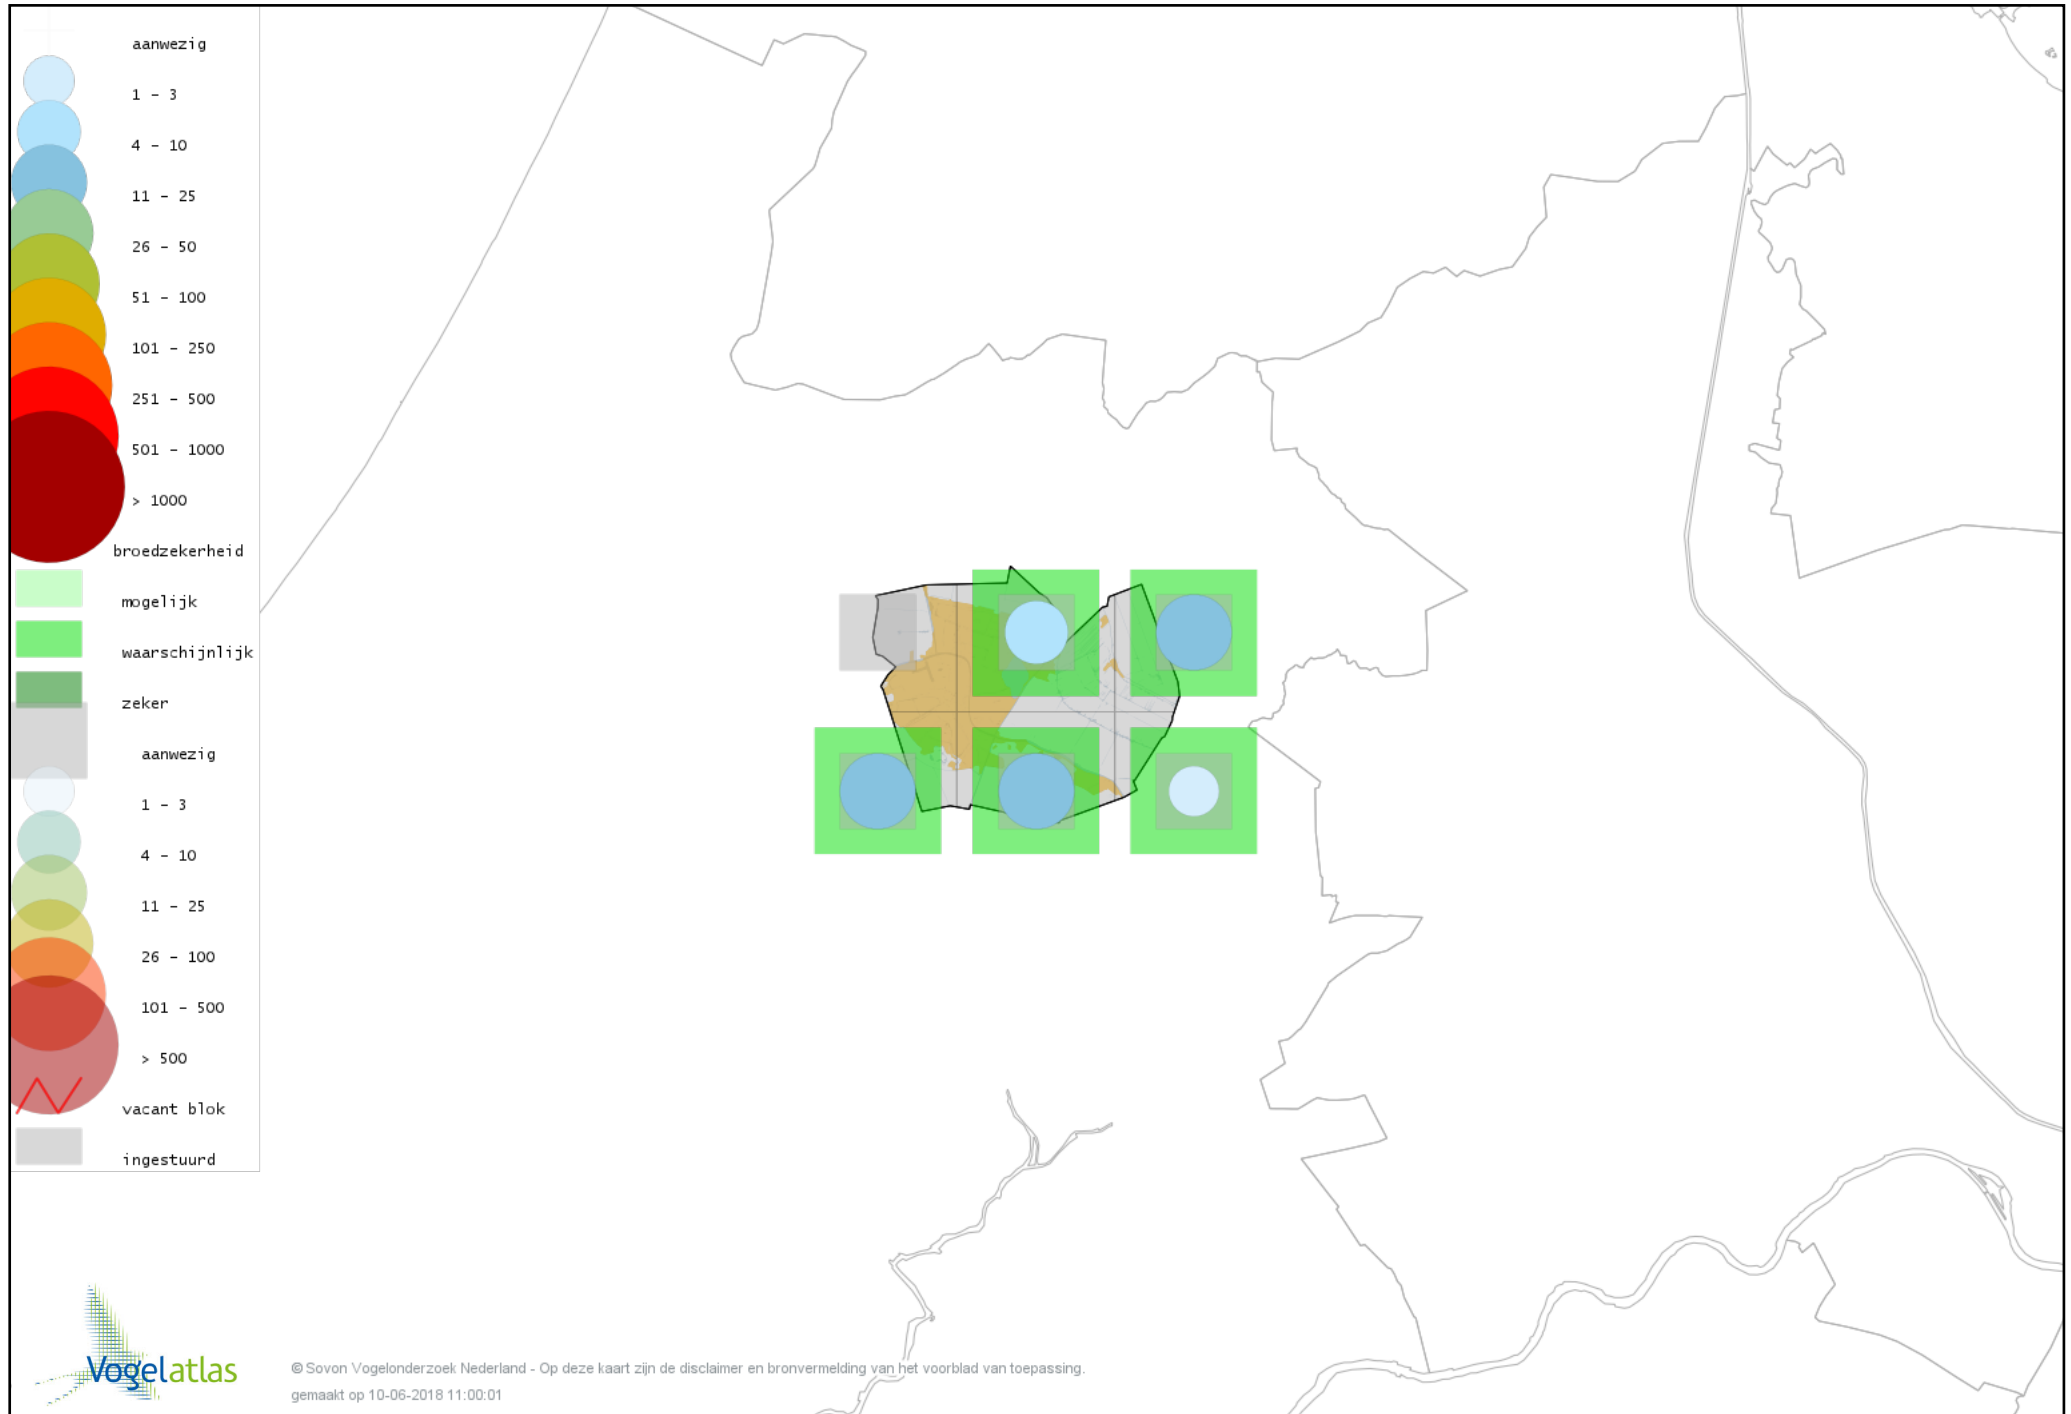 aanwezig
1 - 3
4 - 10
11 - 25
26 - 50
51 - 100
101 - 250
251 - 500
501 - 1000
> 1000
broedzekerheid
mogelijk
waarschijnlijk
zeker
aanwezig
1 - 3
4 - 10
11 - 25
26 - 100
101 - 500
> 500
vacant blok
ingestuurd
Vogelatlas
© Sovon Vogelonderzoek Nederland - Op deze kaart zijn de disclaimer en bronvermelding van het voorblad van toepassing.
gemaakt op 10-06-2018 11:00:01